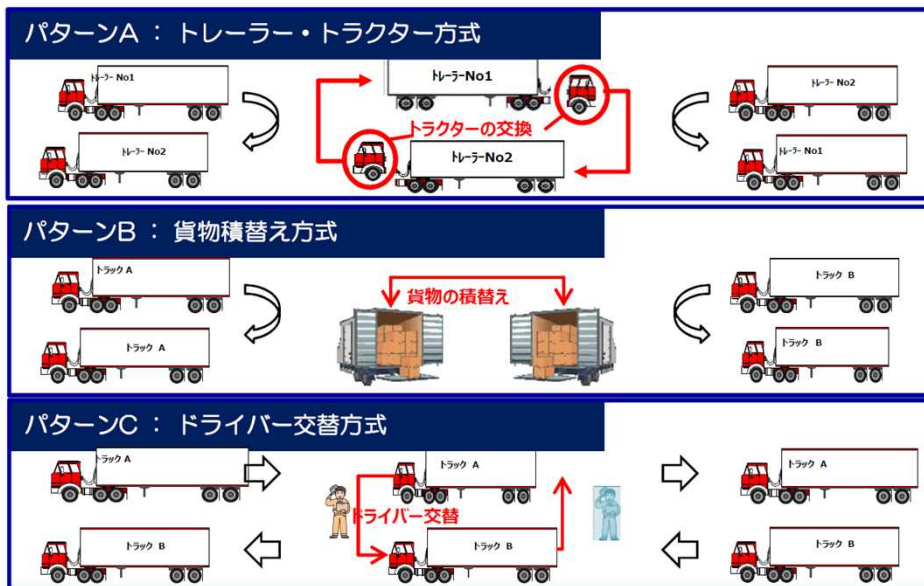 パターンA ： トレーラー・トラクター方式
トレーラーNo1
トレーラーNo1
トレーラーNo2
トラクターの交換
トレーラーNo2
トレーラーNo2
トレーラーNo1
パターンB ： 貨物積替え方式
トラック A
トラック B
貨物の積替え
トラック A
トラック B
パターンC ： ドライバー交替方式
トラック A
トラック A
トラック A
ドライバー交替
トラック B
トラック B
トラック B